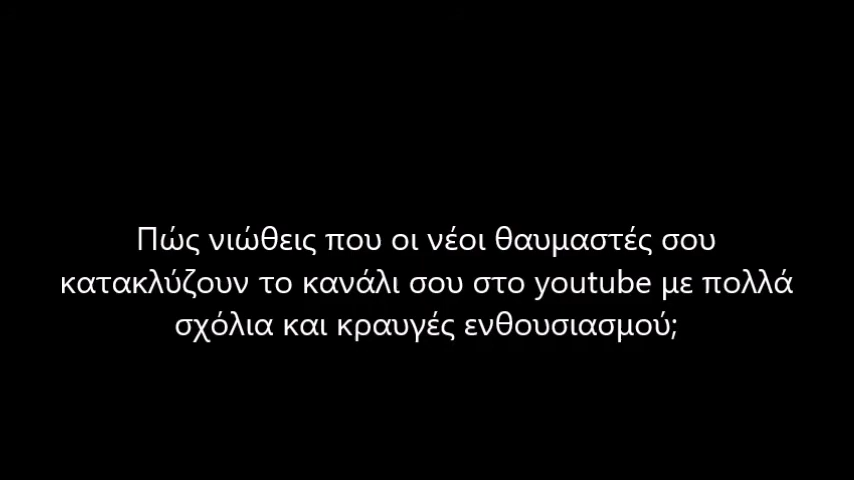 Πώς νιώθεις που οι νέοι θαυμαστές σου
κατακλύζουν το κανάλι σου στο youtube με πολλά
σχόλια και κραυγές ενθουσιασμού;